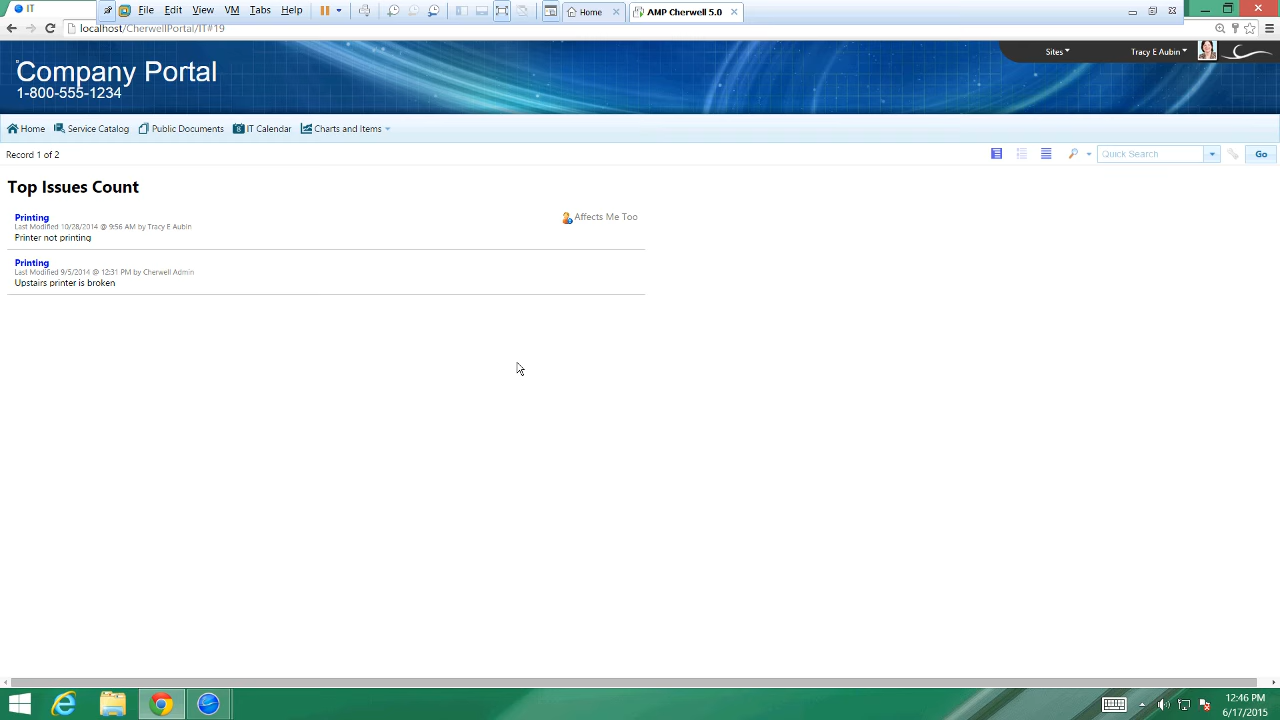 IT
File Edit View VM Tabs Help
Home
AMP Cherwell 5.0
localhost/CherwellPortal/IT#19
Company Portal
1-800-555-1234
Sites
Tracy E Aubin
Home
Service Catalog
Public Documents
IT Calendar
Charts and Items
Record 1 of 2
Quick Search
Go
Top Issues Count
Printing
Affects Me Too
Last Modified 10/28/2014 @ 9:56 AM by Tracy E Aubin
Printer not printing
Printing
Last Modified 9/5/2014 @ 12:31 PM by Cherwell Admin
Upstairs printer is broken
12:46 PM
6/17/2015